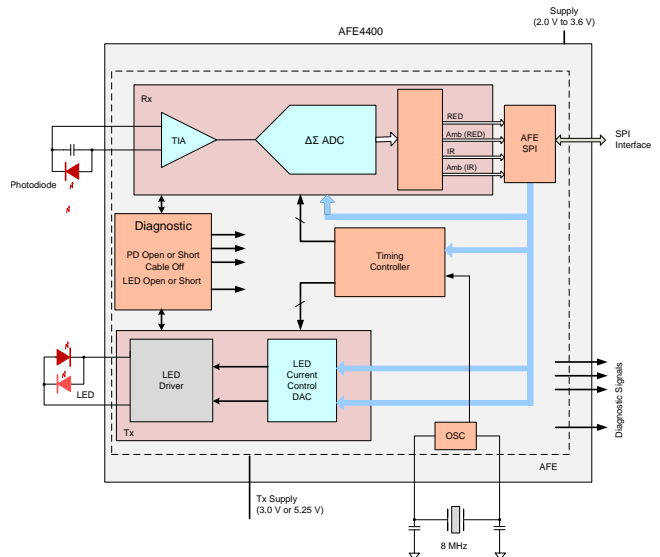 Supply
(2.0 V to 3.6 V)
AFE4400
Rx
TIA
ΔΣ ADC
RED
Amb (RED)
IR
Amb (IR)
AFE
SPI
SPI
Interface
Photodiode
Diagnostic
PD Open or Short
Cable Off
LED Open or Short
Timing
Controller
LED
Driver
LED
Current
Control
DAC
LED
Tx
OSC
Diagnostic Signals
AFE
Tx Supply
(3.0 V or 5.25 V)
8 MHz